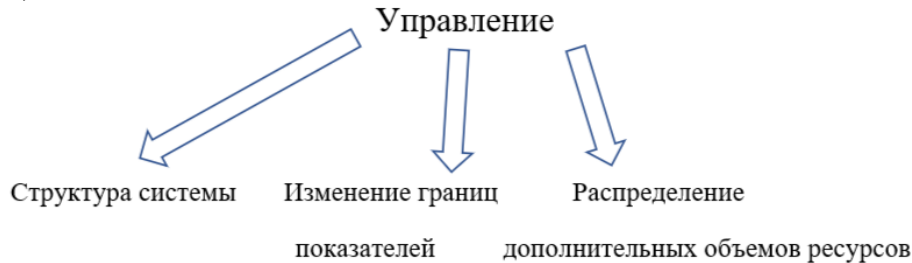 Управление
Структура системы
Изменение границ
показателей
Распределение
дополнительных объемов ресурсов